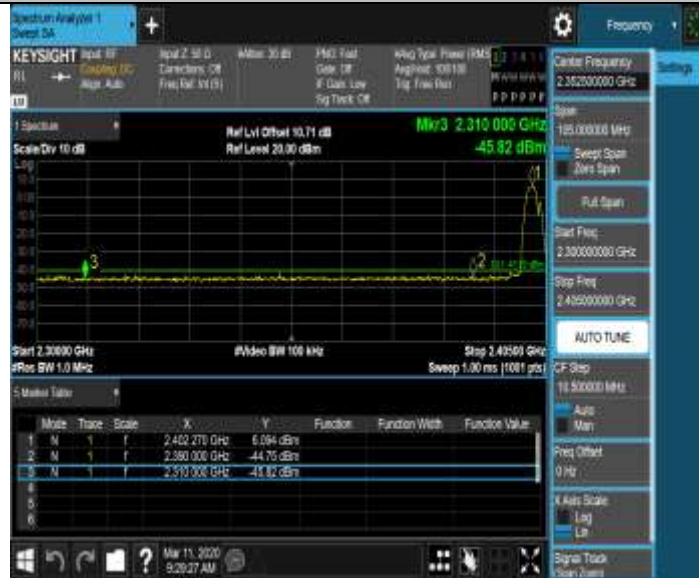 Spectrum Analyzer 1
Swept SA
+
Frequency
KEYSIGHT
Input: RF
Coupling: DC
Align: Auto
Input Z: 50 Ω
Corrections: Off
Freq Ref: Int (S)
#Atten: 30 dB
PNO: Fast
Gate: Off
IF Gain: Low
Sig Track: Off
#Avg Type: Power (RMS)
Avg|Hold: 100/100
Trig: Free Run
P P P P P P
Settings
Center Frequency
2.352500000 GHz
Span
105.000000 MHz
Swept Span
Zero Span
Full Span
Start Freq
2.300000000 GHz
Stop Freq
2.405000000 GHz
AUTO TUNE
CF Step
10.500000 MHz
Auto
Man
Freq Offset
0 Hz
X Axis Scale
Log
Lin
Signal Track
(Span Zoom)
1 Spectrum
Scale/Div 10 dB
Ref Lvl Offset 10.71 dB
Ref Level 20.00 dBm
Mkr3 2.310 000 GHz
-45.82 dBm
Log
1
2
3
Start 2.30000 GHz
#Res BW 1.0 MHz
#Video BW 100 kHz
Stop 2.40500 GHz
Sweep 1.00 ms (1001 pts)
5 Marker Table
Mode Trace Scale X Y Function Function Width Function Value
1 N 1 f 2.402 270 GHz 6.094 dBm
2 N 1 f 2.390 000 GHz -44.75 dBm
3 N 1 f 2.310 000 GHz -45.82 dBm
4
5
6
?
Mar 11, 2020
9:29:27 AM